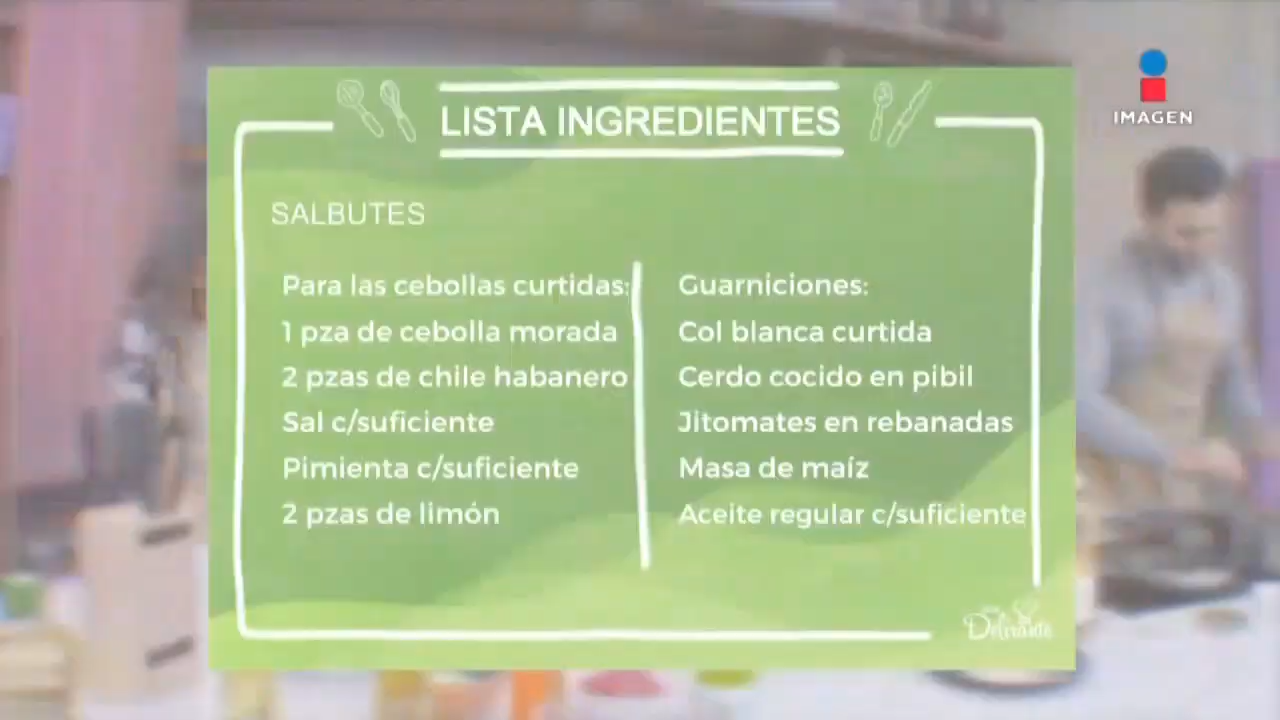 LISTA INGREDIENTES
IMAGEN
SALBUTES
Para las cebollas curtidas:
1 pza de cebolla morada
2 pzas de chile habanero
Sal c/suficiente
Pimienta c/suficiente
2 pzas de limón
Guarniciones:
Col blanca curtida
Cerdo cocido en pibil
Jitomates en rebanadas
Masa de maíz
Aceite regular c/suficiente
Delirante